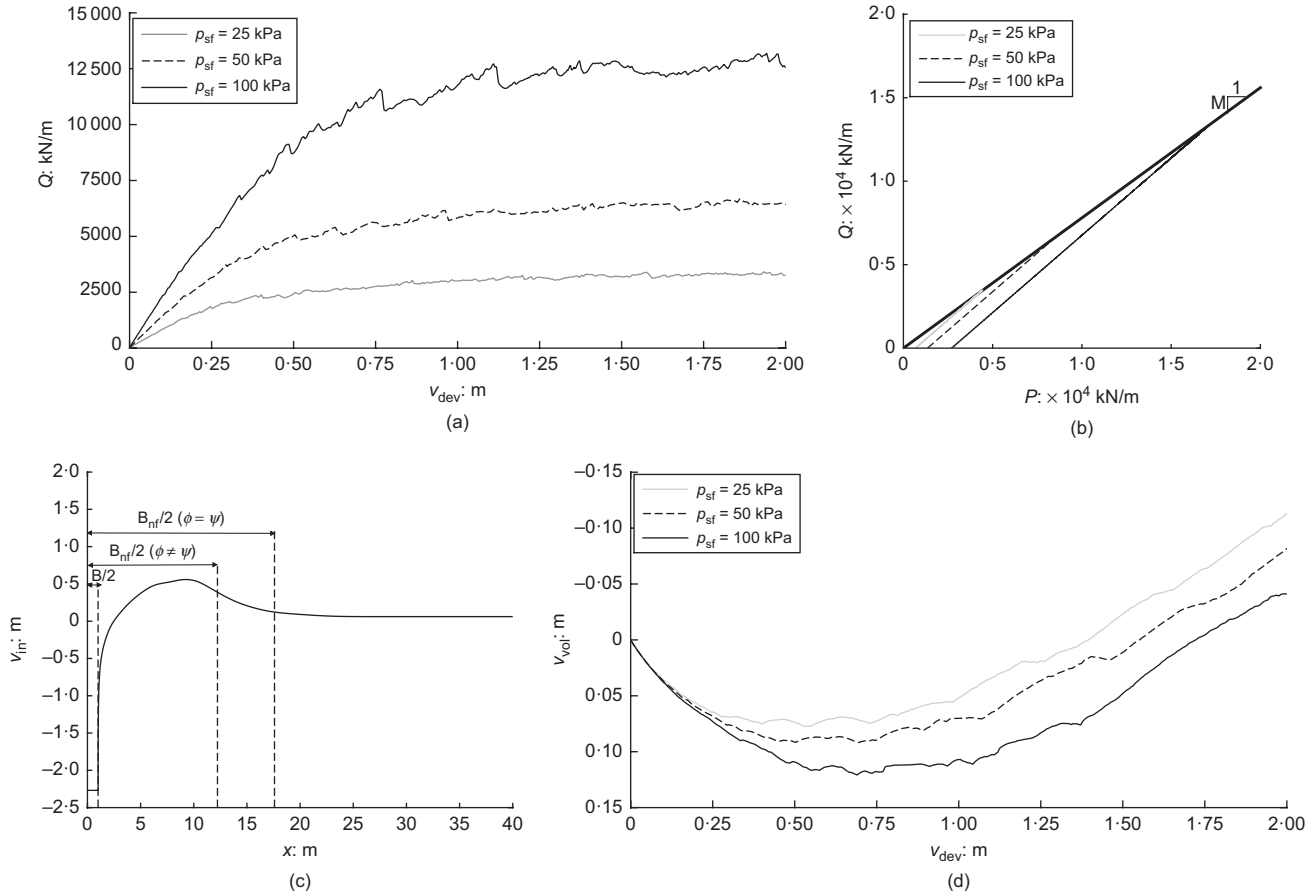 15 000
12 500
10 000
7500
5000
2500
0
Q: kN/m
p_sf = 25 kPa
p_sf = 50 kPa
p_sf = 100 kPa
0 0·25 0·50 0·75 1·00 1·25 1·50 1·75 2·00
v_dev: m
(a)
2·0
1·5
1·0
0·5
0
Q: × 10⁴ kN/m
p_sf = 25 kPa
p_sf = 50 kPa
p_sf = 100 kPa
1
M
0 0·5 1·0 1·5 2·0
P: × 10⁴ kN/m
(b)
2·0
1·5
1·0
0·5
0
–0·5
–1·0
–1·5
–2·0
–2·5
v_in: m
B_nf/2 (ϕ = ψ)
B_nf/2 (ϕ ≠ ψ)
B/2
0 5 10 15 20 25 30 35 40
x: m
(c)
–0·15
–0·10
–0·05
0
0·05
0·10
0·15
v_vol: m
p_sf = 25 kPa
p_sf = 50 kPa
p_sf = 100 kPa
0 0·25 0·50 0·75 1·00 1·25 1·50 1·75 2·00
v_dev: m
(d)